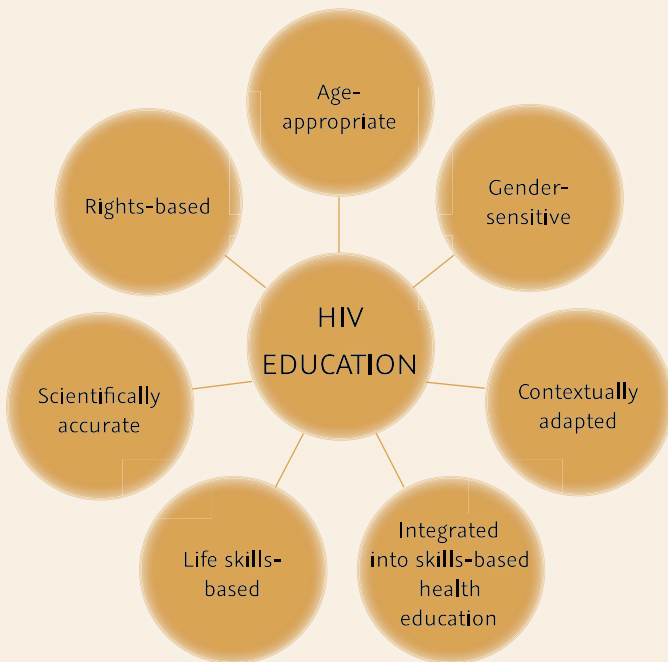 Age-
appropriate
Gender-
sensitive
Contextually
adapted
Integrated
into skills-based
health
education
Life skills-
based
Scientifically
accurate
Rights-based
HIV
EDUCATION